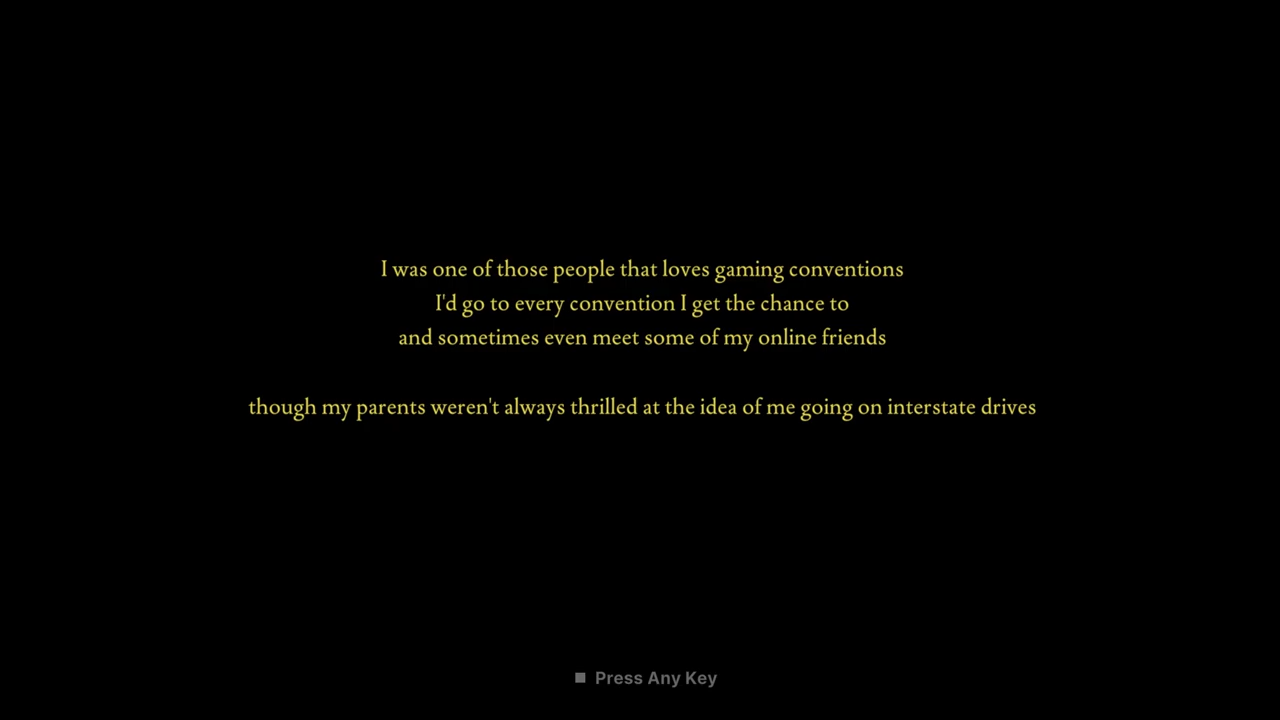 I was one of those people that loves gaming conventions
I'd go to every convention I get the chance to
and sometimes even meet some of my online friends
though my parents weren't always thrilled at the idea of me going on interstate drives
Press Any Key